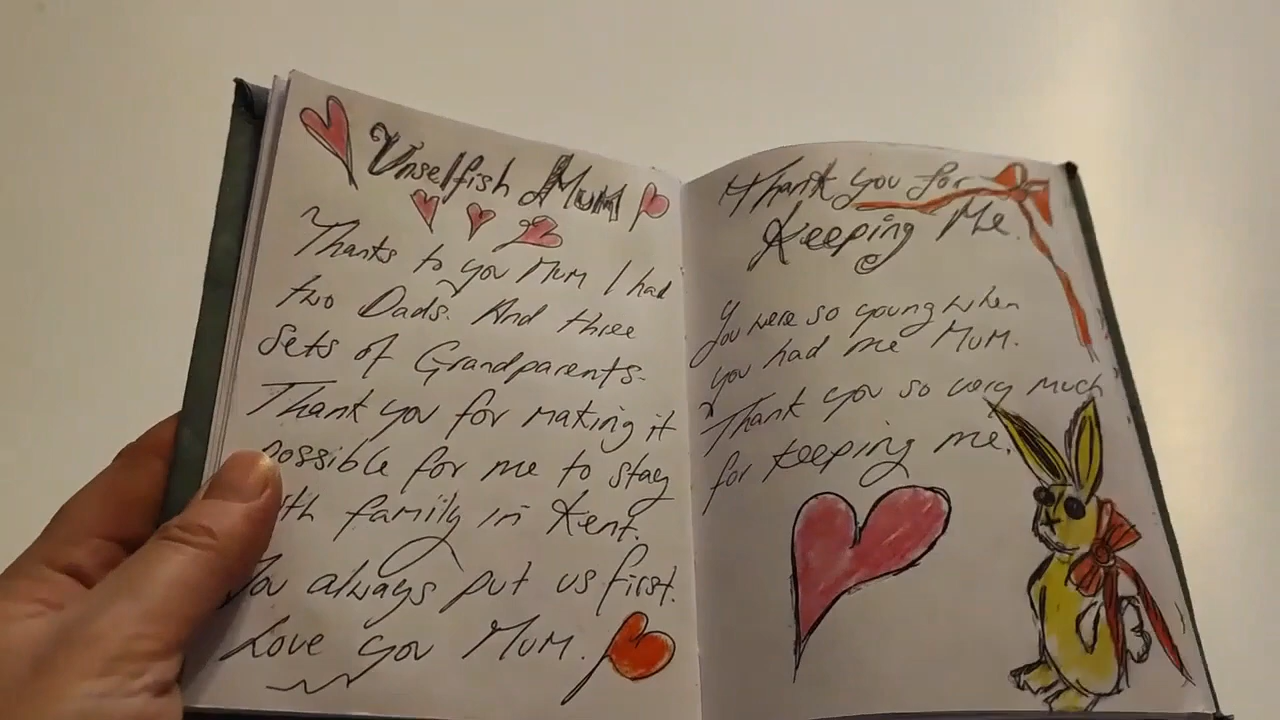 Unselfish Mum
Thanks to you Mum I had
two Dads. And three
Sets of Grandparents.
Thank you for making it
possible for me to stay
with family in Kent.
You always put us first.
Love you Mum.
Thank you for
Keeping Me.
You were so young when
you had me Mum.
Thank you so very much
for keeping me.